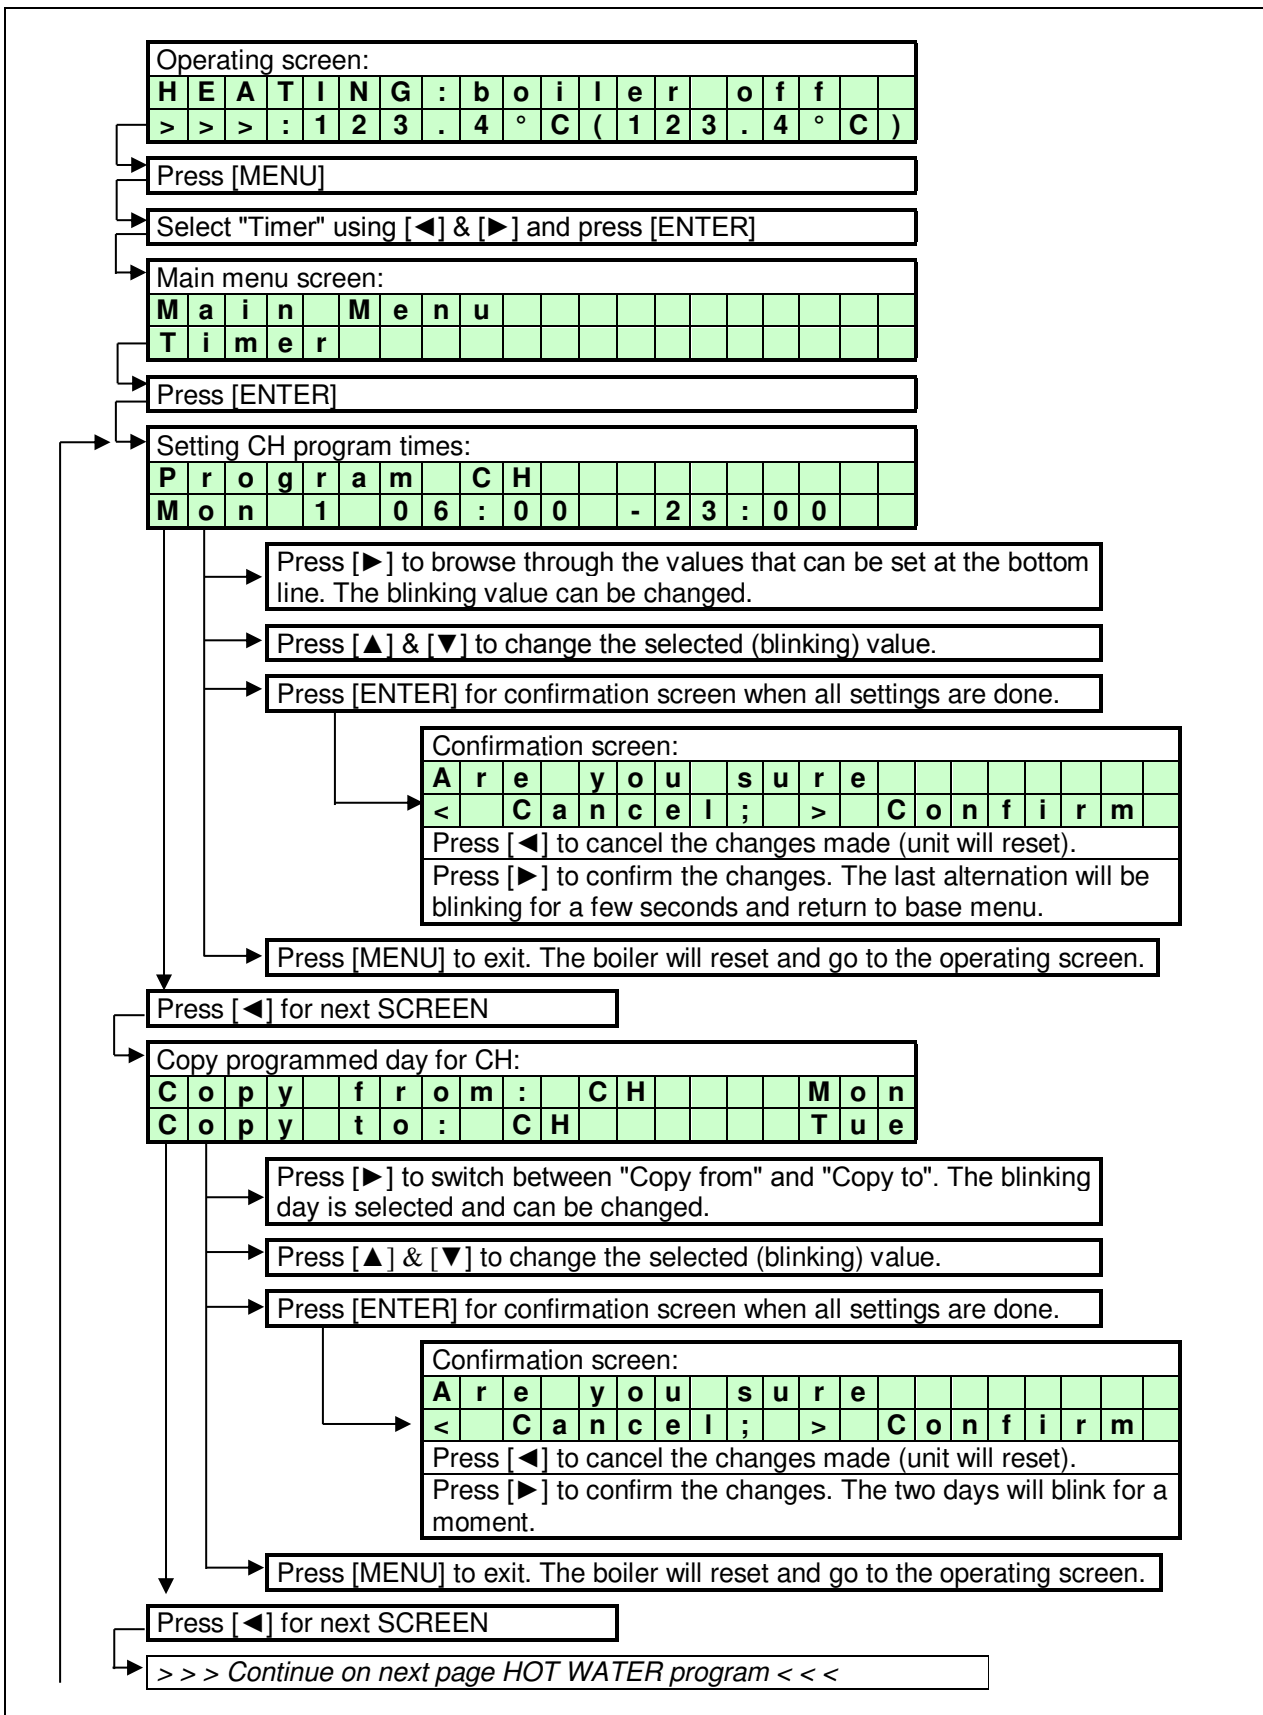 Operating screen:
HEATING:boiler off
>>>:123.4°C(123.4°C)
Press [MENU]
Select "Timer" using [◄] & [►] and press [ENTER]
Main menu screen:
Main Menu
Timer
Press [ENTER]
Setting CH program times:
Program CH
Mon 1 06:00 -23:00
Press [►] to browse through the values that can be set at the bottom
line. The blinking value can be changed.
Press [▲] & [▼] to change the selected (blinking) value.
Press [ENTER] for confirmation screen when all settings are done.
Confirmation screen:
Are you sure
< Cancel; > Confirm
Press [◄] to cancel the changes made (unit will reset).
Press [►] to confirm the changes. The last alternation will be
blinking for a few seconds and return to base menu.
Press [MENU] to exit. The boiler will reset and go to the operating screen.
Press [◄] for next SCREEN
Copy programmed day for CH:
Copy from: CH Mon
Copy to: CH Tue
Press [►] to switch between "Copy from" and "Copy to". The blinking
day is selected and can be changed.
Press [▲] & [▼] to change the selected (blinking) value.
Press [ENTER] for confirmation screen when all settings are done.
Confirmation screen:
Are you sure
< Cancel; > Confirm
Press [◄] to cancel the changes made (unit will reset).
Press [►] to confirm the changes. The two days will blink for a
moment.
Press [MENU] to exit. The boiler will reset and go to the operating screen.
Press [◄] for next SCREEN
> > > Continue on next page HOT WATER program < < <